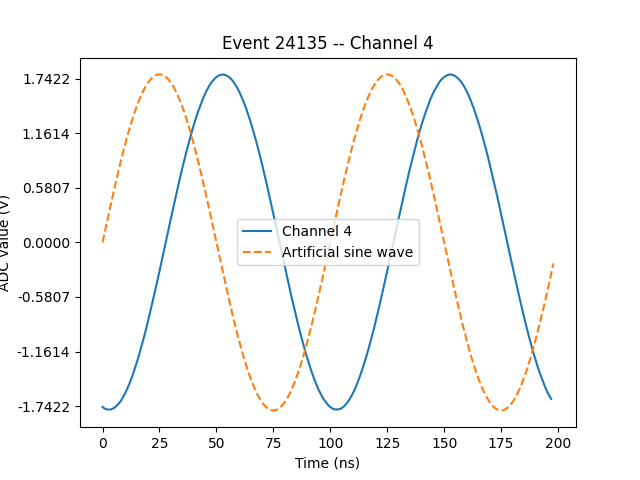 Event 24135 -- Channel 4
ADC Value (V)
1.7422
1.1614
0.5807
0.0000
-0.5807
-1.1614
-1.7422
Channel 4
Artificial sine wave
0 25 50 75 100 125 150 175 200
Time (ns)